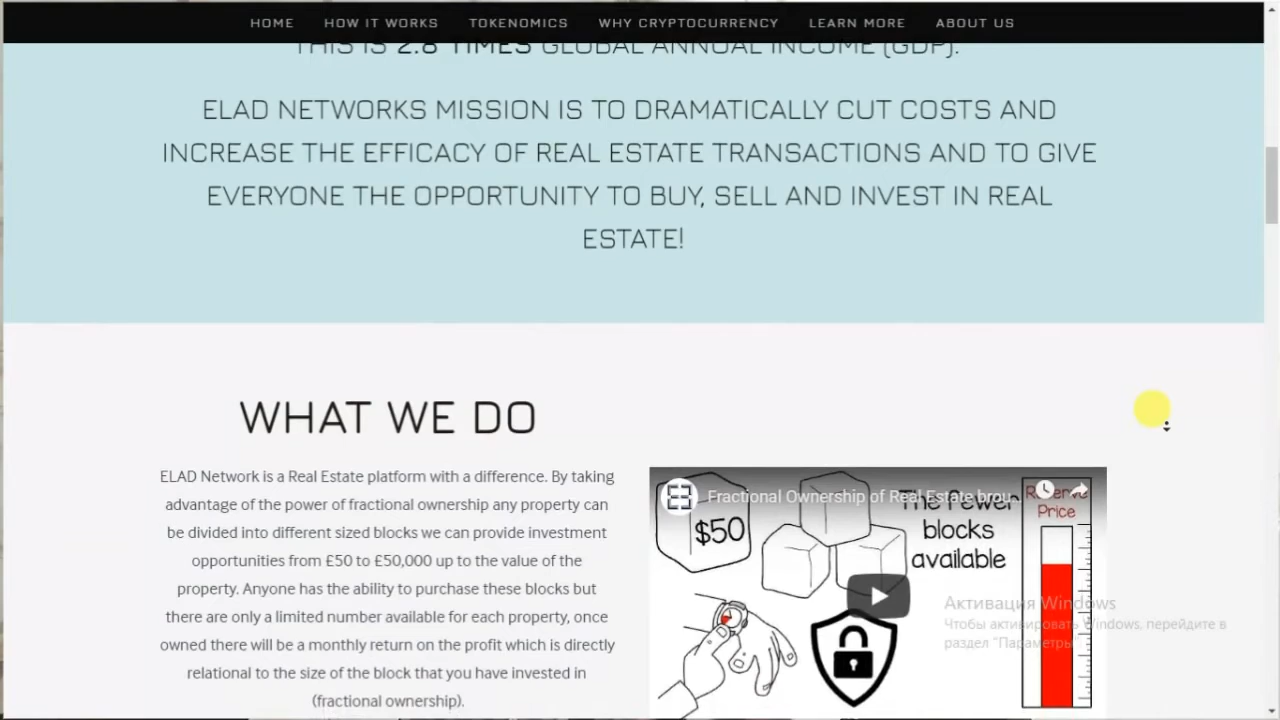 HOME HOW IT WORKS TOKENOMICS WHY CRYPTOCURRENCY LEARN MORE ABOUT US
THIS IS 2.8 TIMES GLOBAL ANNUAL INCOME (GDP).
ELAD NETWORKS MISSION IS TO DRAMATICALLY CUT COSTS AND
INCREASE THE EFFICACY OF REAL ESTATE TRANSACTIONS AND TO GIVE
EVERYONE THE OPPORTUNITY TO BUY, SELL AND INVEST IN REAL
ESTATE!
WHAT WE DO
ELAD Network is a Real Estate platform with a difference. By taking
advantage of the power of fractional ownership any property can
be divided into different sized blocks we can provide investment
opportunities from £50 to £50,000 up to the value of the
property. Anyone has the ability to purchase these blocks but
there are only a limited number available for each property, once
owned there will be a monthly return on the profit which is directly
relational to the size of the block that you have invested in
(fractional ownership).
Fractional Ownership of Real Estate brou...
$50
The Fewer
blocks
available
Reserve
Price
Активация Windows
Чтобы активировать Windows, перейдите в
раздел "Параметры".